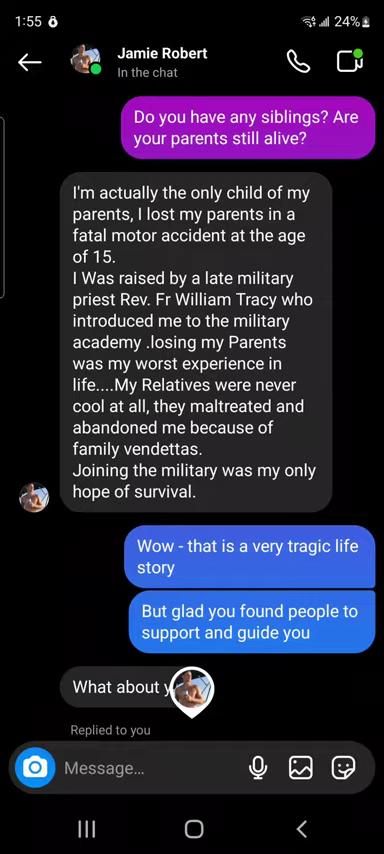 1:55
24%
Jamie Robert
In the chat
Do you have any siblings? Are
your parents still alive?
I'm actually the only child of my
parents, I lost my parents in a
fatal motor accident at the age
of 15.
I Was raised by a late military
priest Rev. Fr William Tracy who
introduced me to the military
academy .losing my Parents
was my worst experience in
life....My Relatives were never
cool at all, they maltreated and
abandoned me because of
family vendettas.
Joining the military was my only
hope of survival.
Wow - that is a very tragic life
story
But glad you found people to
support and guide you
What about
Replied to you
Message...